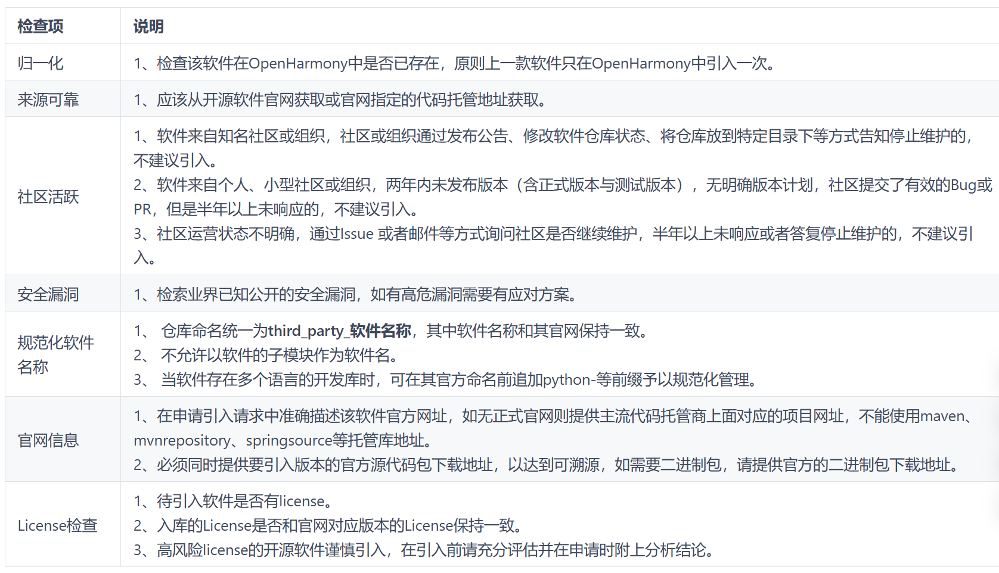 检查项 说明
归一化 1、检查该软件在OpenHarmony中是否已存在，原则上一款软件只在OpenHarmony中引入一次。
来源可靠 1、应该从开源软件官网获取或官网指定的代码托管地址获取。
社区活跃
1、软件来自知名社区或组织，社区或组织通过发布公告、修改软件仓库状态、将仓库放到特定目录下等方式告知停止维护的，
不建议引入。
2、软件来自个人、小型社区或组织，两年内未发布版本（含正式版本与测试版本），无明确版本计划，社区提交了有效的Bug或
PR，但是半年以上未响应的，不建议引入。
3、社区运营状态不明确，通过Issue 或者邮件等方式询问社区是否继续维护，半年以上未响应或者答复停止维护的，不建议引
入。
安全漏洞 1、检索业界已知公开的安全漏洞，如有高危漏洞需要有应对方案。
规范化软件
名称
1、 仓库命名统一为third_party_软件名称，其中软件名称和其官网保持一致。
2、 不允许以软件的子模块作为软件名。
3、 当软件存在多个语言的开发库时，可在其官方命名前追加python-等前缀予以规范化管理。
官网信息
1、在申请引入请求中准确描述该软件官方网址，如无正式官网则提供主流代码托管商上面对应的项目网址，不能使用maven、
mvnrepository、springsource等托管库地址。
2、必须同时提供要引入版本的官方源代码包下载地址，以达到可溯源，如需要二进制包，请提供官方的二进制包下载地址。
License检查
1、待引入软件是否有license。
2、入库的License是否和官网对应版本的License保持一致。
3、高风险license的开源软件谨慎引入，在引入前请充分评估并在申请时附上分析结论。